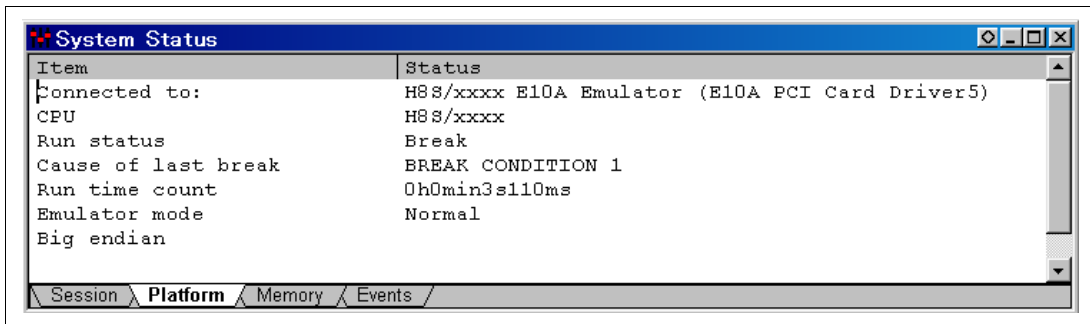 System Status
Item Status
Connected to: H8S/xxxx E10A Emulator (E10A PCI Card Driver5)
CPU H8S/xxxx
Run status Break
Cause of last break BREAK CONDITION 1
Run time count 0h0min3s110ms
Emulator mode Normal
Big endian
Session Platform Memory Events